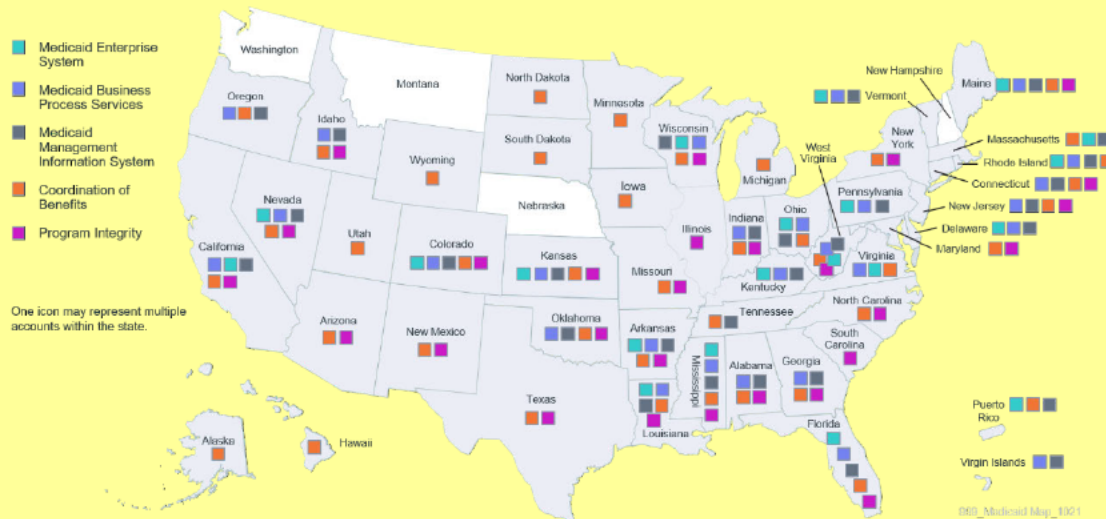 Medicaid Enterprise
System
Medicaid Business
Process Services
Medicaid
Management
Information System
Coordination of
Benefits
Program Integrity
One icon may represent multiple
accounts within the state.
Washington
Montana
North Dakota
Minnesota
Oregon
Idaho
South Dakota
Wisconsin
Wyoming
Michigan
New Hampshire
Vermont
Maine
New
York
Massachusetts
Rhode Island
Connecticut
New Jersey
Delaware
Maryland
West
Virginia
Pennsylvania
Nebraska
Iowa
Nevada
Utah
California
Colorado
Kansas
Illinois
Indiana
Ohio
Missouri
Kentucky
Virginia
North Carolina
Tennessee
South
Carolina
Arizona
New Mexico
Oklahoma
Arkansas
Mississippi
Alabama
Georgia
Texas
Louisiana
Florida
Alaska
Hawaii
Puerto
Rico
Virgin Islands
_Medicaid Map_1021